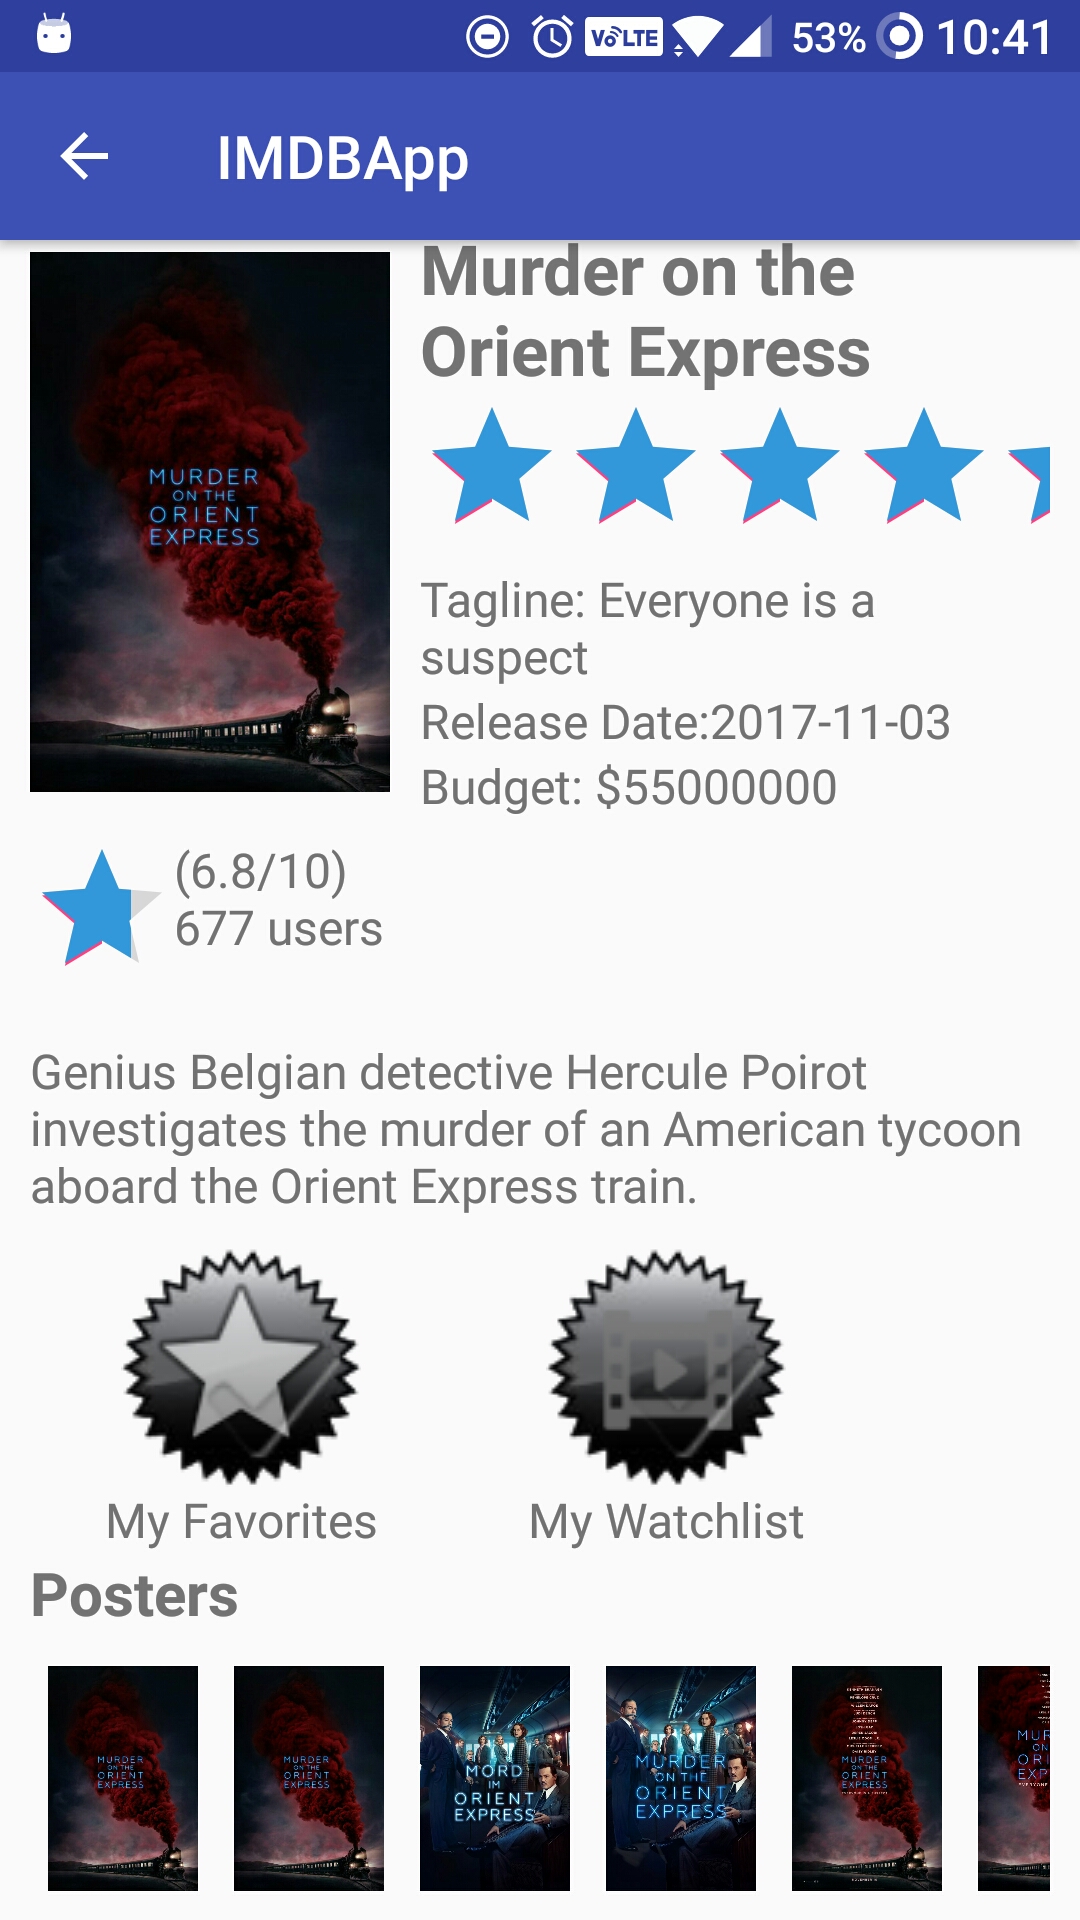 VoLTE 53% 10:41
IMDBApp
Murder on the
Orient Express
MURDER
ON THE
ORIENT
EXPRESS
Tagline: Everyone is a
suspect
Release Date:2017-11-03
Budget: $55000000
(6.8/10)
677 users
Genius Belgian detective Hercule Poirot
investigates the murder of an American tycoon
aboard the Orient Express train.
My Favorites My Watchlist
Posters
MURDER
ON THE
ORIENT
EXPRESS
MURDER
ON THE
ORIENT
EXPRESS
MORD
IM
ORIENT
EXPRESS
MURDER
ON THE
ORIENT
EXPRESS
MURDER
ON THE
ORIENT
EXPRESS